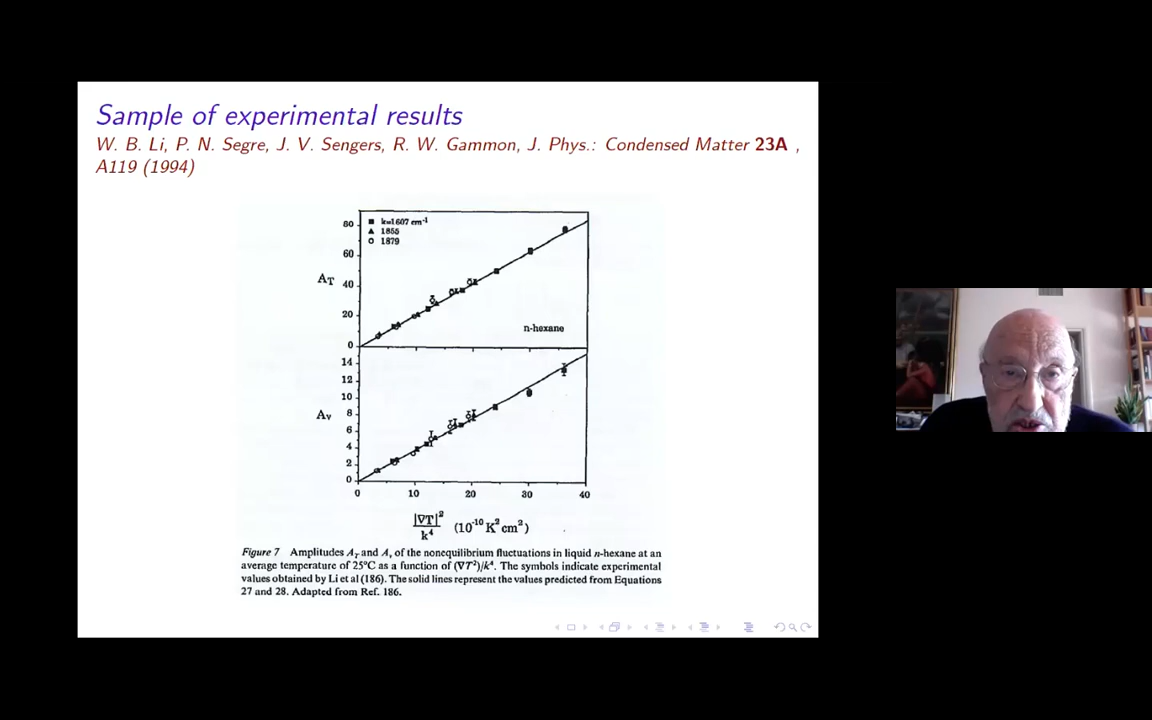 Sample of experimental results
W. B. Li, P. N. Segre, J. V. Sengers, R. W. Gammon, J. Phys.: Condensed Matter 23A ,
A119 (1994)
80
60
40
20
0
A_T
k=1607 cm⁻¹
1855
1879
n-hexane
14
12
10
8
6
4
2
0
A_ν
0 10 20 30 40
|∇T|²
k⁴
(10⁻¹⁰ K² cm²)
Figure 7 Amplitudes A_T and A_ν of the nonequilibrium fluctuations in liquid n-hexane at an
average temperature of 25°C as a function of (∇T²)/k⁴. The symbols indicate experimental
values obtained by Li et al (186). The solid lines represent the values predicted from Equations
27 and 28. Adapted from Ref. 186.